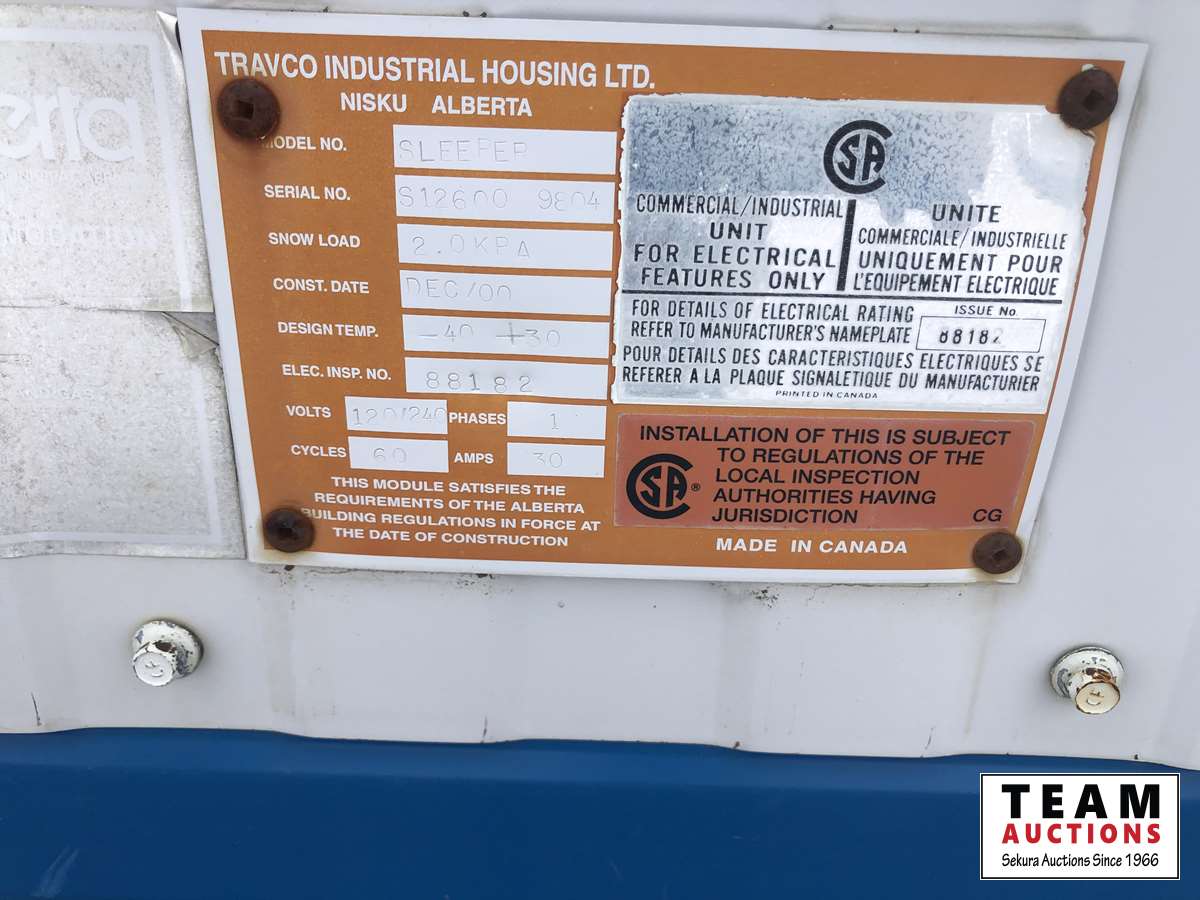 TRAVCO INDUSTRIAL HOUSING LTD.
NISKU ALBERTA
MODEL NO. SLEEPER
SERIAL NO. S12600 9804
SNOW LOAD 2.0KPA
CONST. DATE DEC/00
DESIGN TEMP. -40 +30
ELEC. INSP. NO. 88182
VOLTS 120/240 PHASES 1
CYCLES 60 AMPS 30
THIS MODULE SATISFIES THE
REQUIREMENTS OF THE ALBERTA
BUILDING REGULATIONS IN FORCE AT
THE DATE OF CONSTRUCTION
CSA
COMMERCIAL/INDUSTRIAL
UNIT
FOR ELECTRICAL
FEATURES ONLY
UNITE
COMMERCIALE/INDUSTRIELLE
UNIQUEMENT POUR
L'EQUIPEMENT ELECTRIQUE
FOR DETAILS OF ELECTRICAL RATING
REFER TO MANUFACTURER'S NAMEPLATE
ISSUE No.
88182
POUR DETAILS DES CARACTERISTIQUES ELECTRIQUES SE
REFERER A LA PLAQUE SIGNALETIQUE DU MANUFACTURIER
PRINTED IN CANADA
CSA®
INSTALLATION OF THIS IS SUBJECT
TO REGULATIONS OF THE
LOCAL INSPECTION
AUTHORITIES HAVING
JURISDICTION CG
MADE IN CANADA
TEAM
AUCTIONS
Sekura Auctions Since 1966